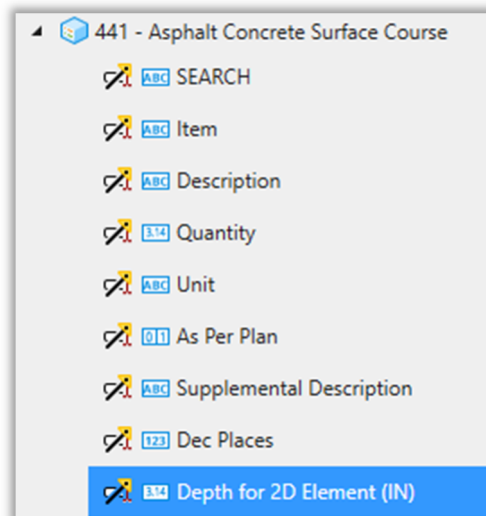 441 - Asphalt Concrete Surface Course
ABC SEARCH
ABC Item
ABC Description
3.14 Quantity
ABC Unit
0 1 As Per Plan
ABC Supplemental Description
123 Dec Places
3.14 Depth for 2D Element (IN)